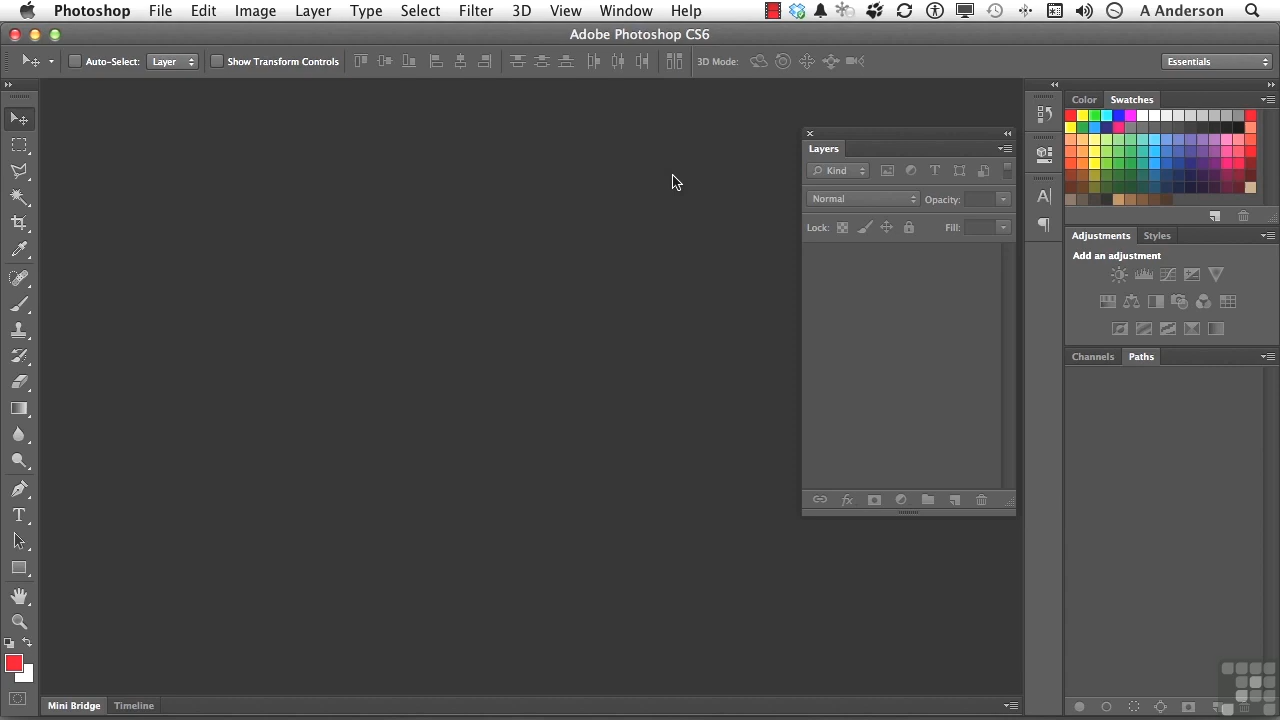 Photoshop File Edit Image Layer Type Select Filter 3D View Window Help A Anderson
Adobe Photoshop CS6
Auto-Select: Layer Show Transform Controls 3D Mode: Essentials
Color Swatches
Layers
Kind
Normal Opacity:
Lock: Fill:
Adjustments Styles
Add an adjustment
Channels Paths
Mini Bridge Timeline